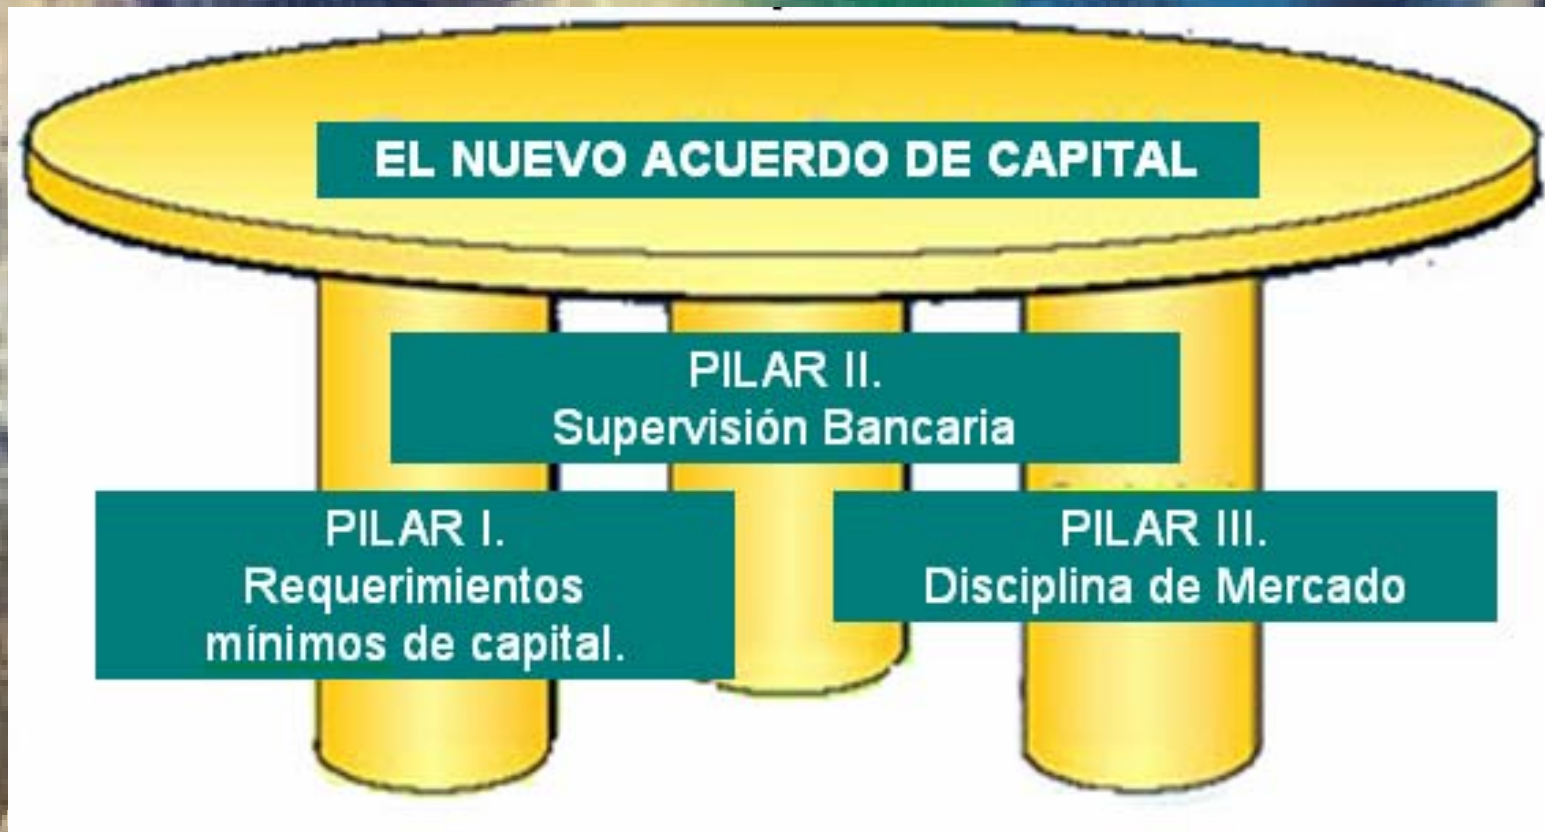 EL NUEVO ACUERDO DE CAPITAL
PILAR II.
Supervisión Bancaria
PILAR I.
Requerimientos
mínimos de capital.
PILAR III.
Disciplina de Mercado